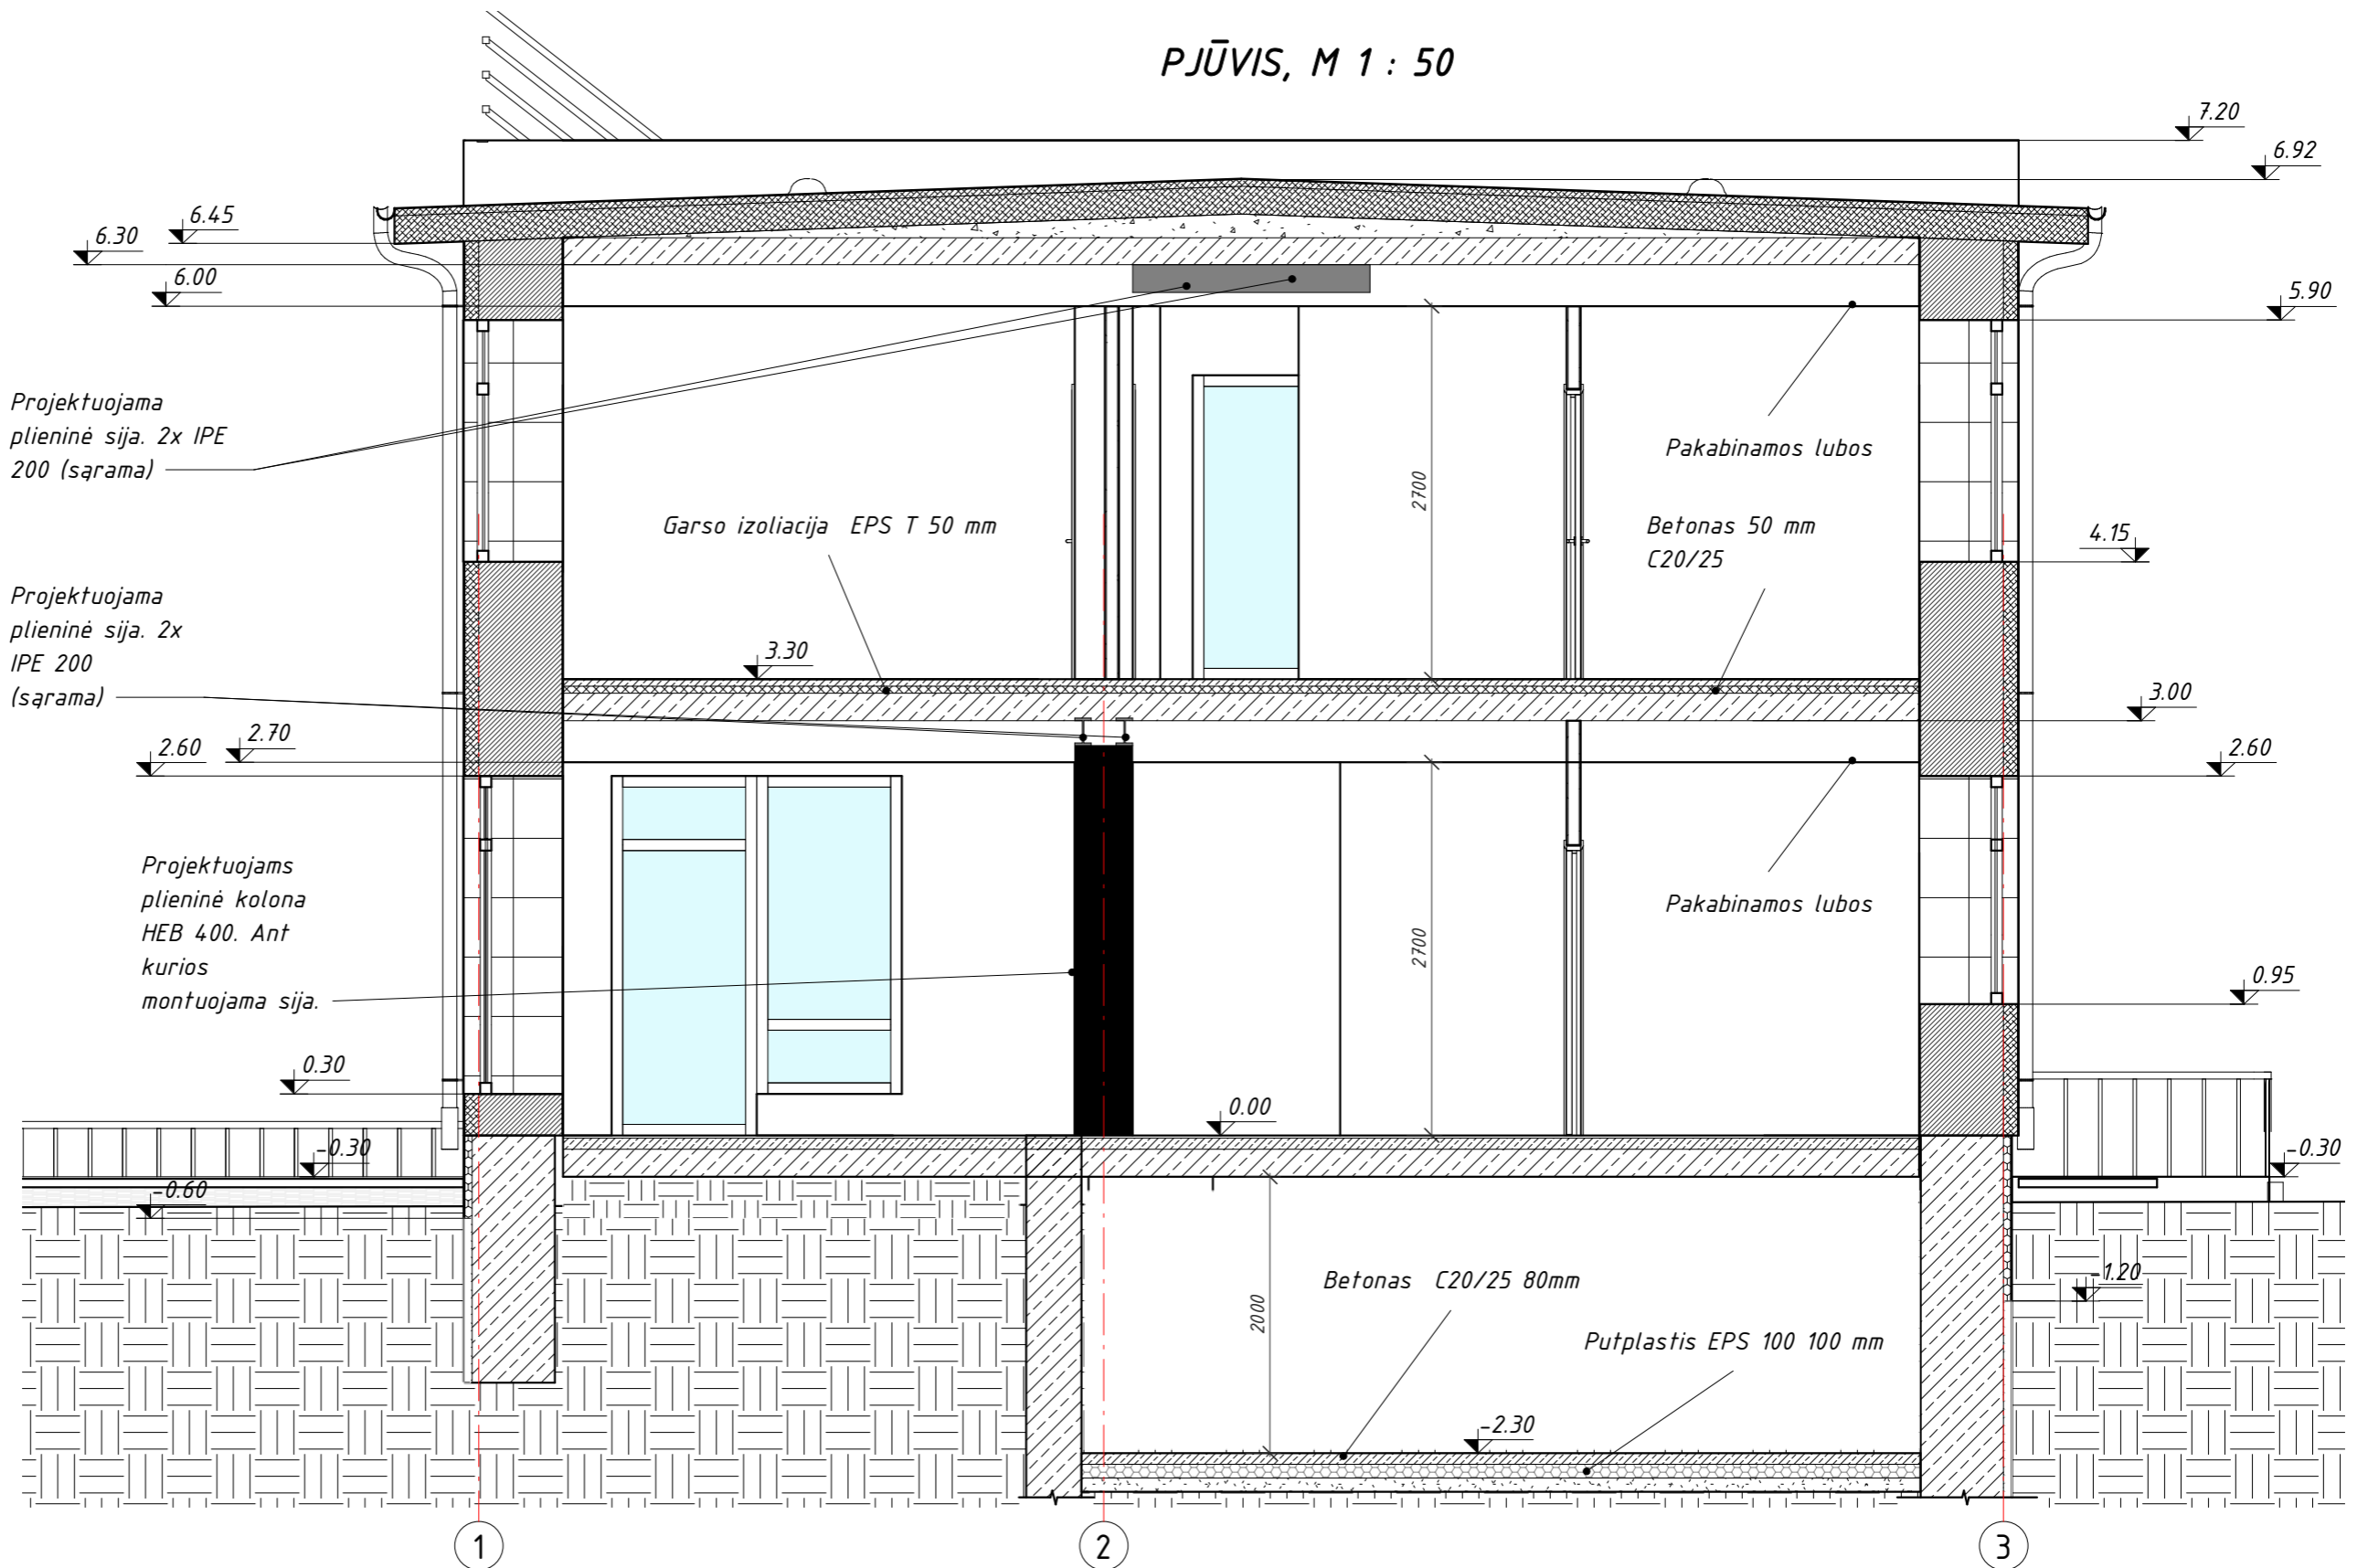 PJŪVIS, M 1 : 50
7.20
6.92
6.45
6.30
6.00
5.90
Projektuojama
plieninė sija. 2x IPE
200 (sąrama)
Pakabinamos lubos
2700
Garso izoliacija EPS T 50 mm
Betonas 50 mm
C20/25
4.15
Projektuojama
plieninė sija. 2x
IPE 200
(sąrama)
3.30
3.00
2.70
2.60
2.60
Projektuojams
plieninė kolona
HEB 400. Ant
kurios
montuojama sija.
Pakabinamos lubos
2700
0.95
0.30
0.00
-0.30
-0.30
-0.60
-1.20
Betonas C20/25 80mm
2000
Putplastis EPS 100 100 mm
-2.30
1
2
3